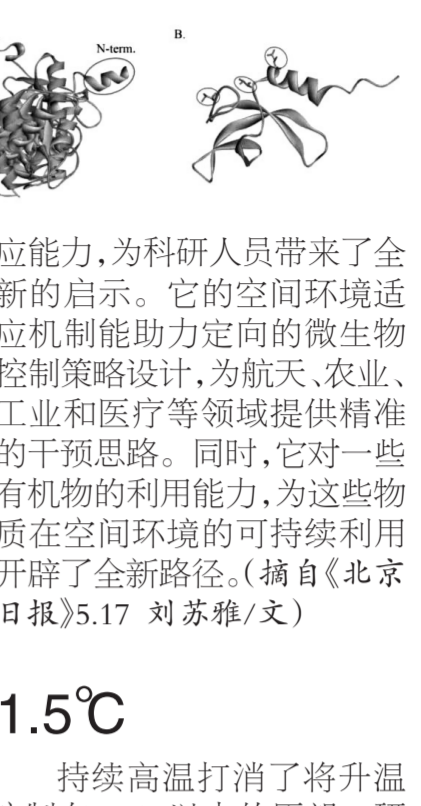 N-term.
B.
应能力,为科研人员带来了全
新的启示。它的空间环境适
应机制能助力定向的微生物
控制策略设计,为航天、农业、
工业和医疗等领域提供精准
的干预思路。同时,它对一些
有机物的利用能力,为这些物
质在空间环境的可持续利用
开辟了全新路径。(摘自《北京
日报》5.17 刘苏雅/文)
1.5℃
持续高温打消了将升温